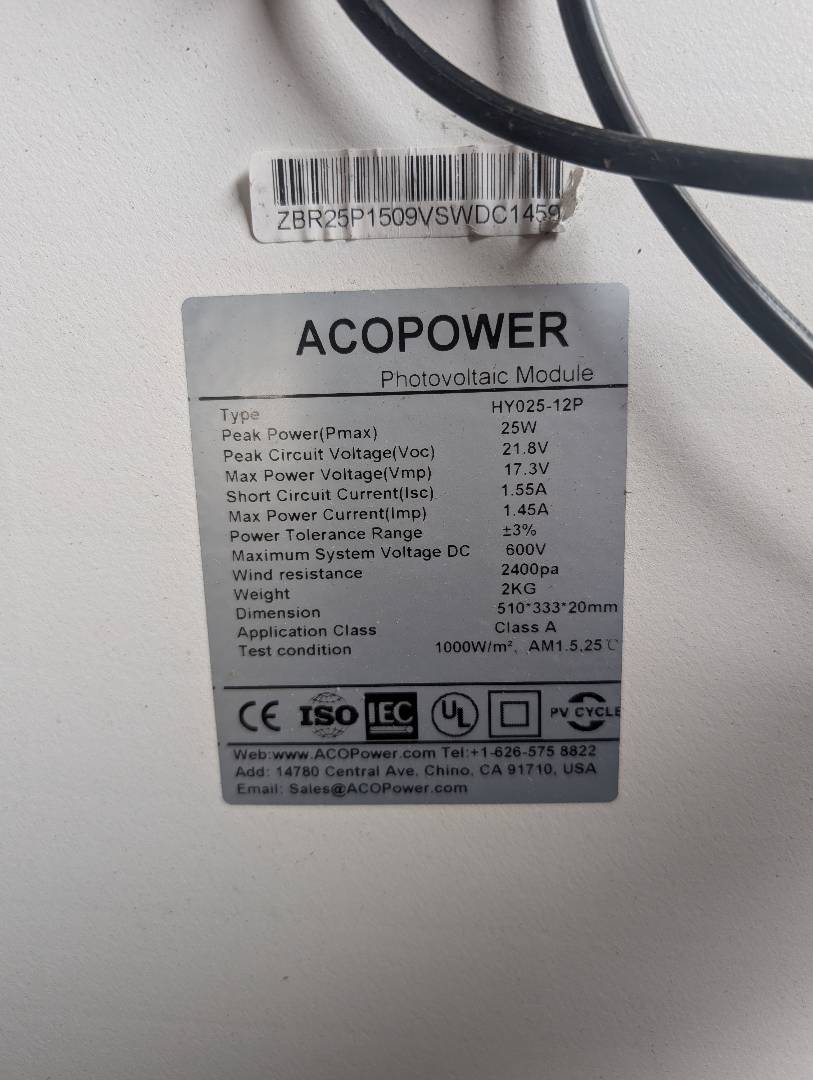 ZBR25P1509VSWDC1459
ACOPOWER
Photovoltaic Module
Type HY025-12P
Peak Power(Pmax) 25W
Peak Circuit Voltage(Voc) 21.8V
Max Power Voltage(Vmp) 17.3V
Short Circuit Current(Isc) 1.55A
Max Power Current(Imp) 1.45A
Power Tolerance Range ±3%
Maximum System Voltage DC 600V
Wind resistance 2400pa
Weight 2KG
Dimension 510*333*20mm
Application Class Class A
Test condition 1000W/m², AM1.5,25℃
CE ISO IEC UL PV CYCLE
Web:www.ACOPower.com Tel:+1-626-575 8822
Add: 14780 Central Ave, Chino, CA 91710, USA
Email: Sales@ACOPower.com